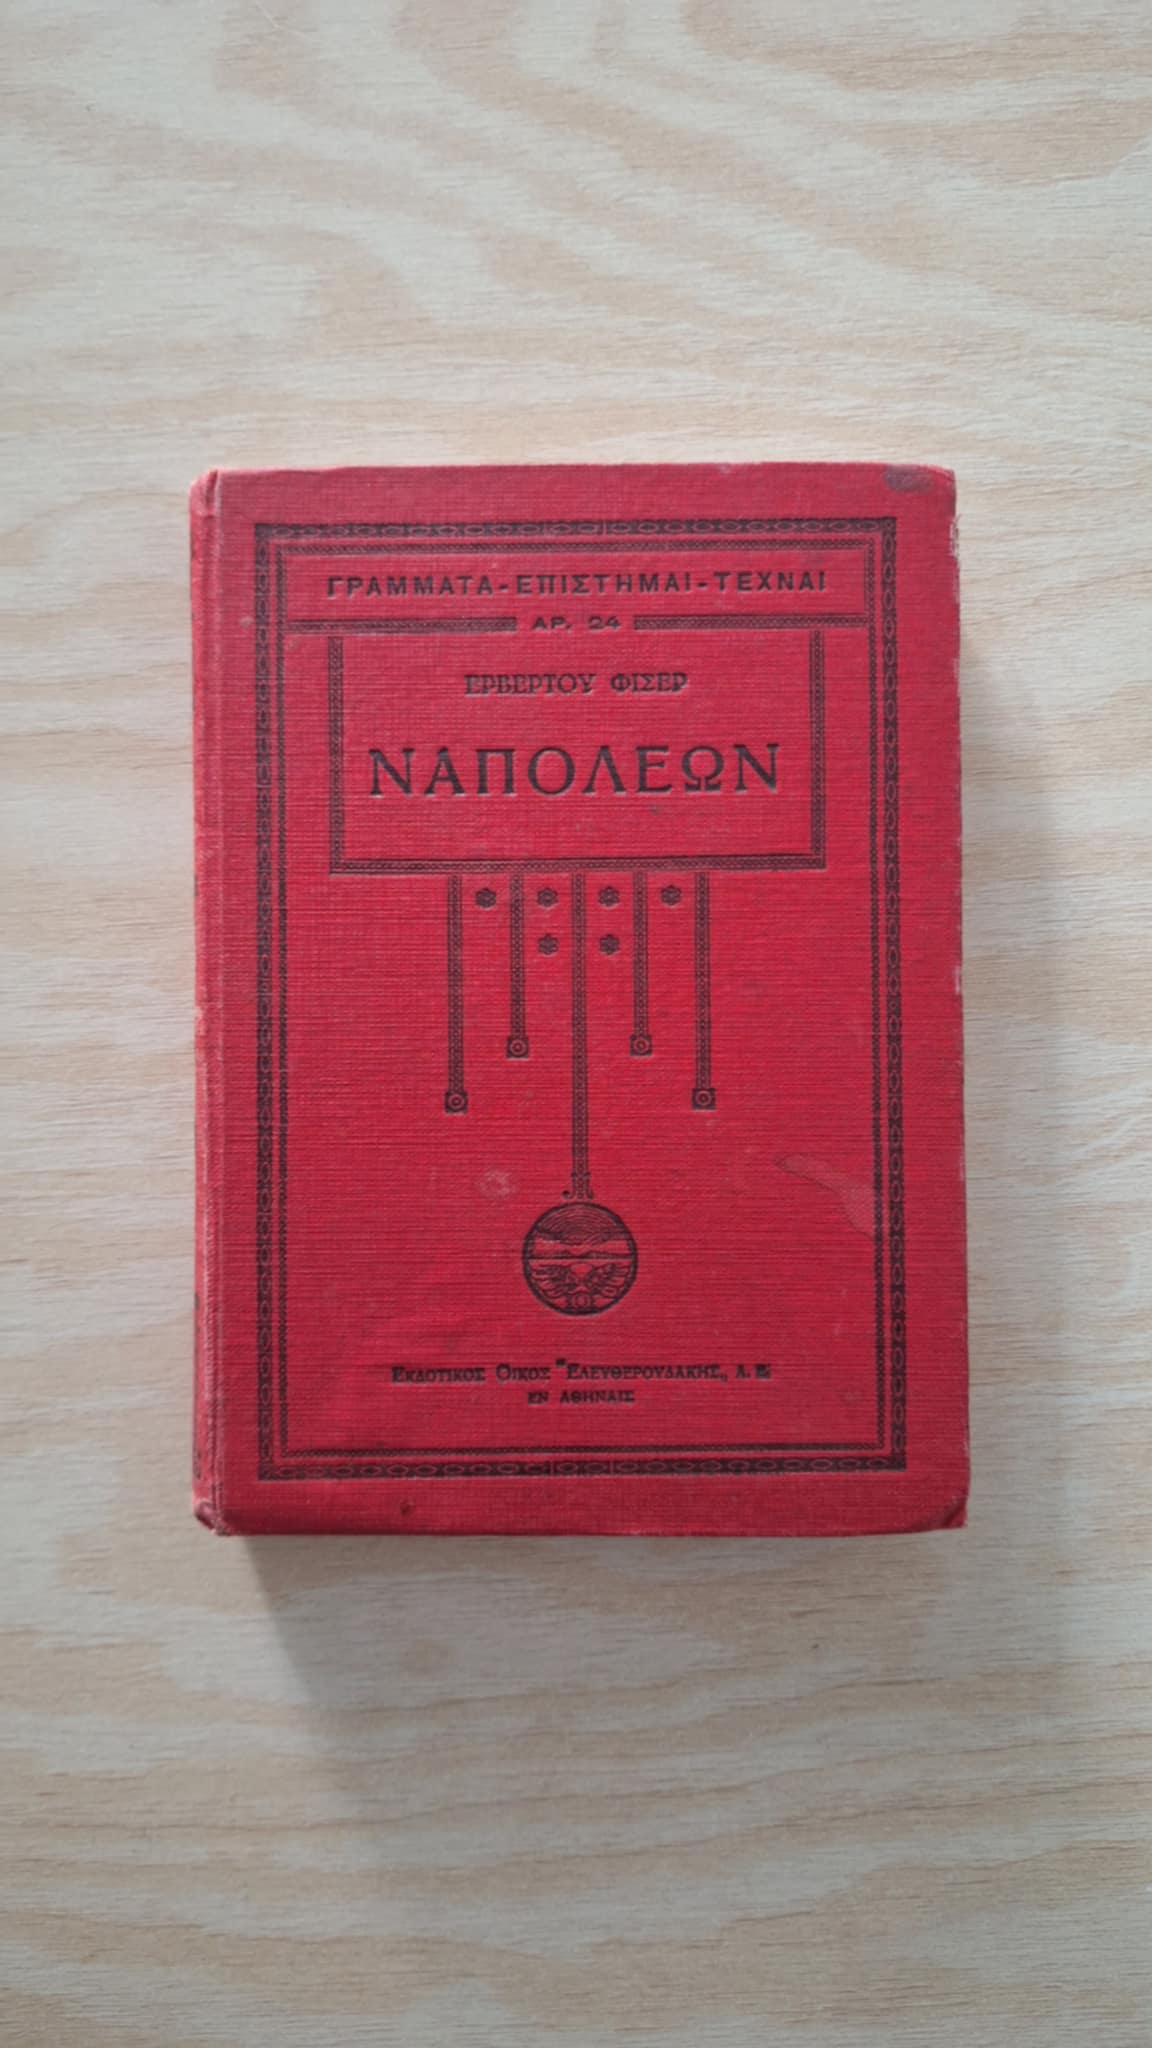 ΓΡΑΜΜΑΤΑ-ΕΠΙΣΤΗΜΑΙ-ΤΕΧΝΑΙ
ΑΡ. 24
ΕΡΒΕΡΤΟΥ ΦΙΣΕΡ
ΝΑΠΟΛΕΩΝ
ΕΚΔΟΤΙΚΟΣ ΟΙΚΟΣ "ΕΛΕΥΘΕΡΟΥΔΑΚΗΣ„ Α. Ε.
ΕΝ ΑΘΗΝΑΙΣ